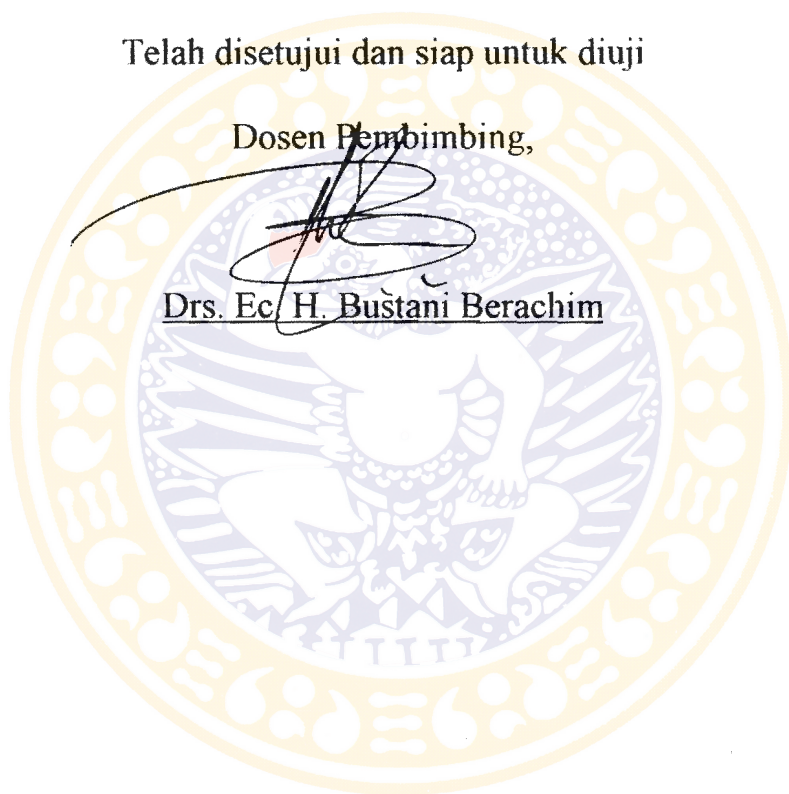 Telah disetujui dan siap untuk diuji
Dosen Pembimbing,
Drs. Ec. H. Bustani Berachim